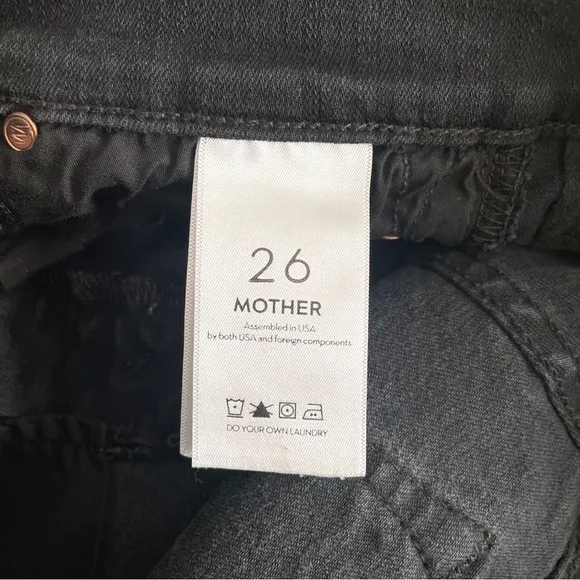 26
MOTHER
Assembled in USA
by both USA and foreign components
DO YOUR OWN LAUNDRY